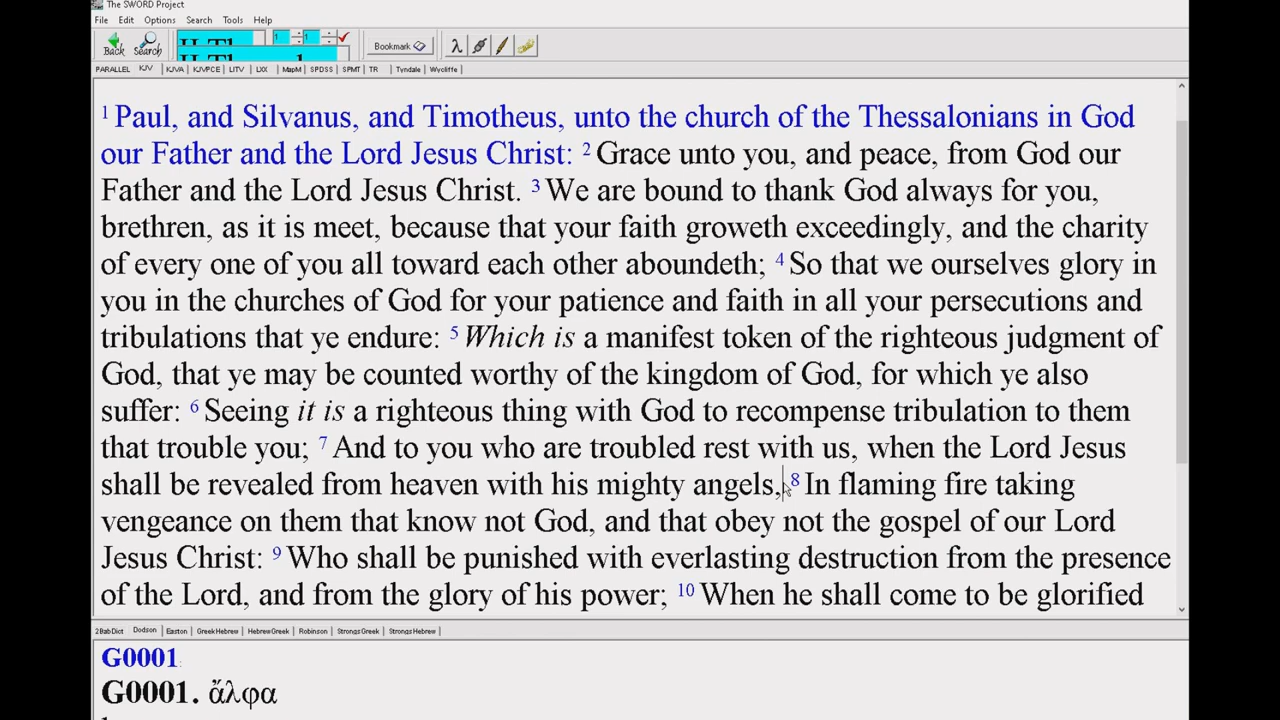 The SWORD Project
File Edit Options Search Tools Help
Back Search 1 1 Bookmark λ
PARALLEL KJV KJVA KJVPCE LITV LXX MapM SPDSS SPMT TR Tyndale Wycliffe
1 Paul, and Silvanus, and Timotheus, unto the church of the Thessalonians in God
our Father and the Lord Jesus Christ: 2 Grace unto you, and peace, from God our
Father and the Lord Jesus Christ. 3 We are bound to thank God always for you,
brethren, as it is meet, because that your faith groweth exceedingly, and the charity
of every one of you all toward each other aboundeth; 4 So that we ourselves glory in
you in the churches of God for your patience and faith in all your persecutions and
tribulations that ye endure: 5 Which is a manifest token of the righteous judgment of
God, that ye may be counted worthy of the kingdom of God, for which ye also
suffer: 6 Seeing it is a righteous thing with God to recompense tribulation to them
that trouble you; 7 And to you who are troubled rest with us, when the Lord Jesus
shall be revealed from heaven with his mighty angels, 8 In flaming fire taking
vengeance on them that know not God, and that obey not the gospel of our Lord
Jesus Christ: 9 Who shall be punished with everlasting destruction from the presence
of the Lord, and from the glory of his power; 10 When he shall come to be glorified
2BabDict Dodson Easton GreekHebrew HebrewGreek Robinson StrongsGreek StrongsHebrew
G0001
G0001. ἄλφα